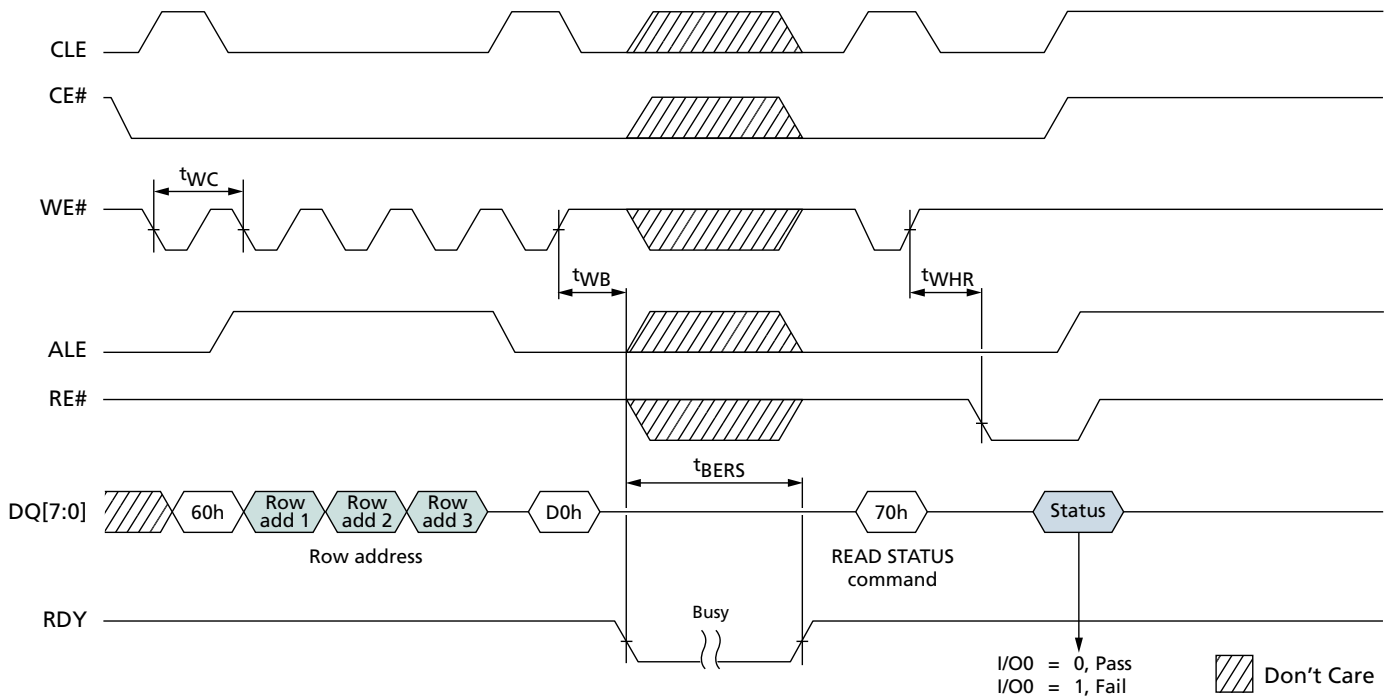 CLE
CE#
tWC
WE#
tWB
tWHR
ALE
RE#
tBERS
DQ[7:0]
60h
Row add 1
Row add 2
Row add 3
D0h
70h
Status
Row address
READ STATUS
command
RDY
Busy
I/O0 = 0, Pass
I/O0 = 1, Fail
Don't Care